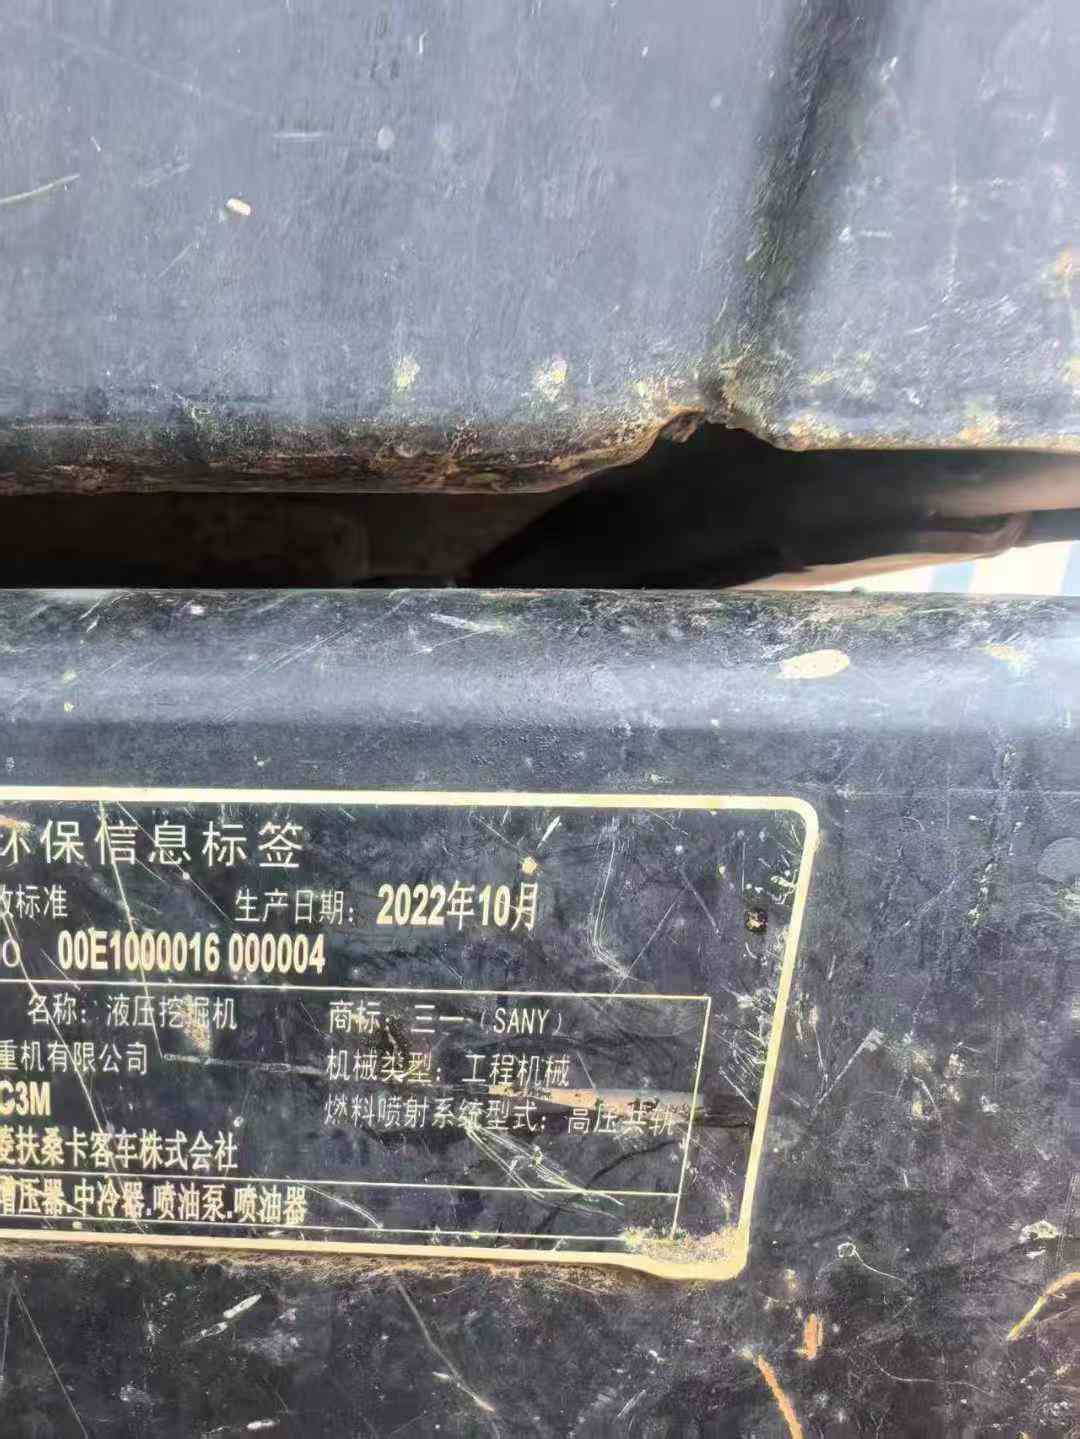 环保信息标签
放标准 生产日期：2022年10月
00E1000016 000004
名称：液压挖掘机 商标：三一（SANY）
重机有限公司 机械类型：工程机械
C3M 燃料喷射系统型式：高压共轨
菱扶桑卡客车株式会社
增压器.中冷器.喷油泵.喷油器